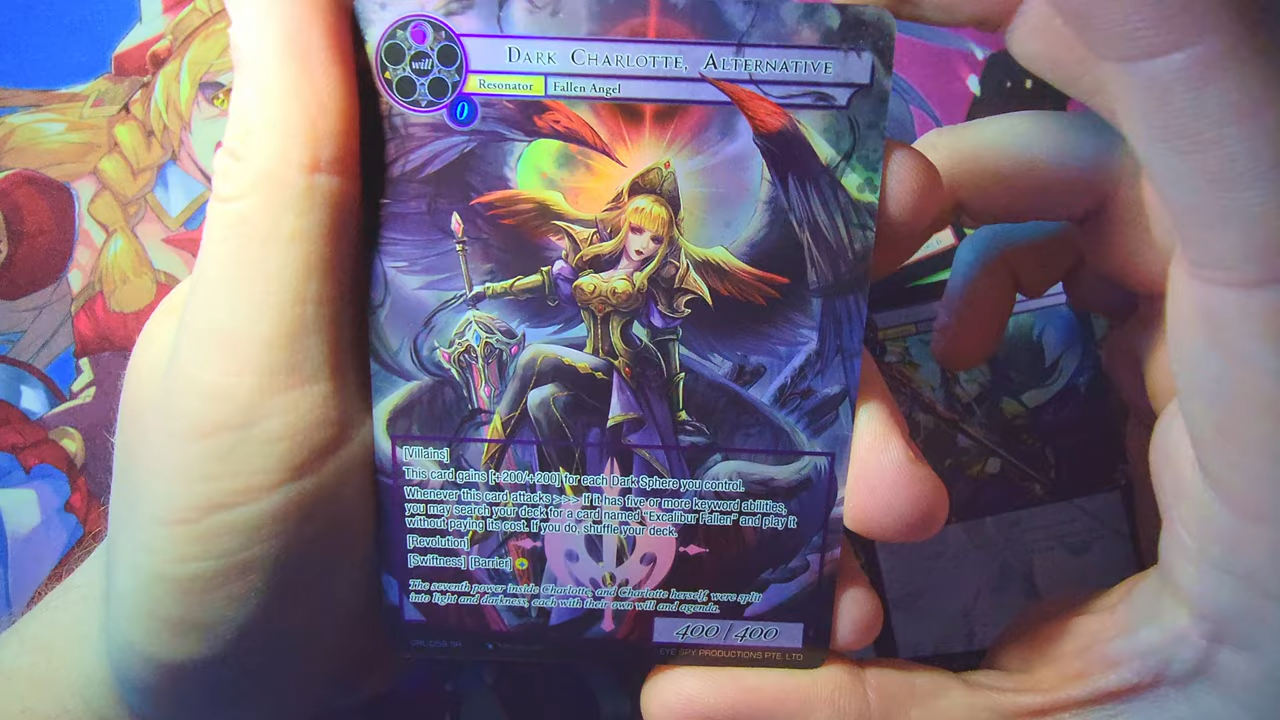 will
DARK CHARLOTTE, ALTERNATIVE
Resonator Fallen Angel
0
[Villains]
This card gains [+200/+200] for each Dark Sphere you control.
Whenever this card attacks >>> If it has five or more keyword abilities,
you may search your deck for a card named "Excalibur Fallen" and play it
without paying its cost. If you do, shuffle your deck.
[Revolution]
[Swiftness] [Barrier]
The seventh power inside Charlotte, and Charlotte herself, were split
into light and darkness, each with their own will and agenda.
400/400
EYE SPY PRODUCTIONS PTE. LTD